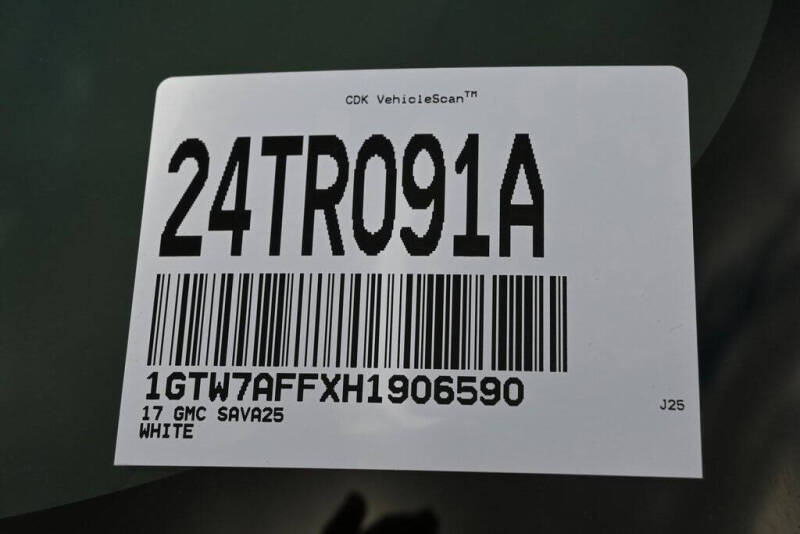 CDK VehicleScan™
24TR091A
1GTW7AFFXH1906590
17 GMC SAVA25
WHITE
J25